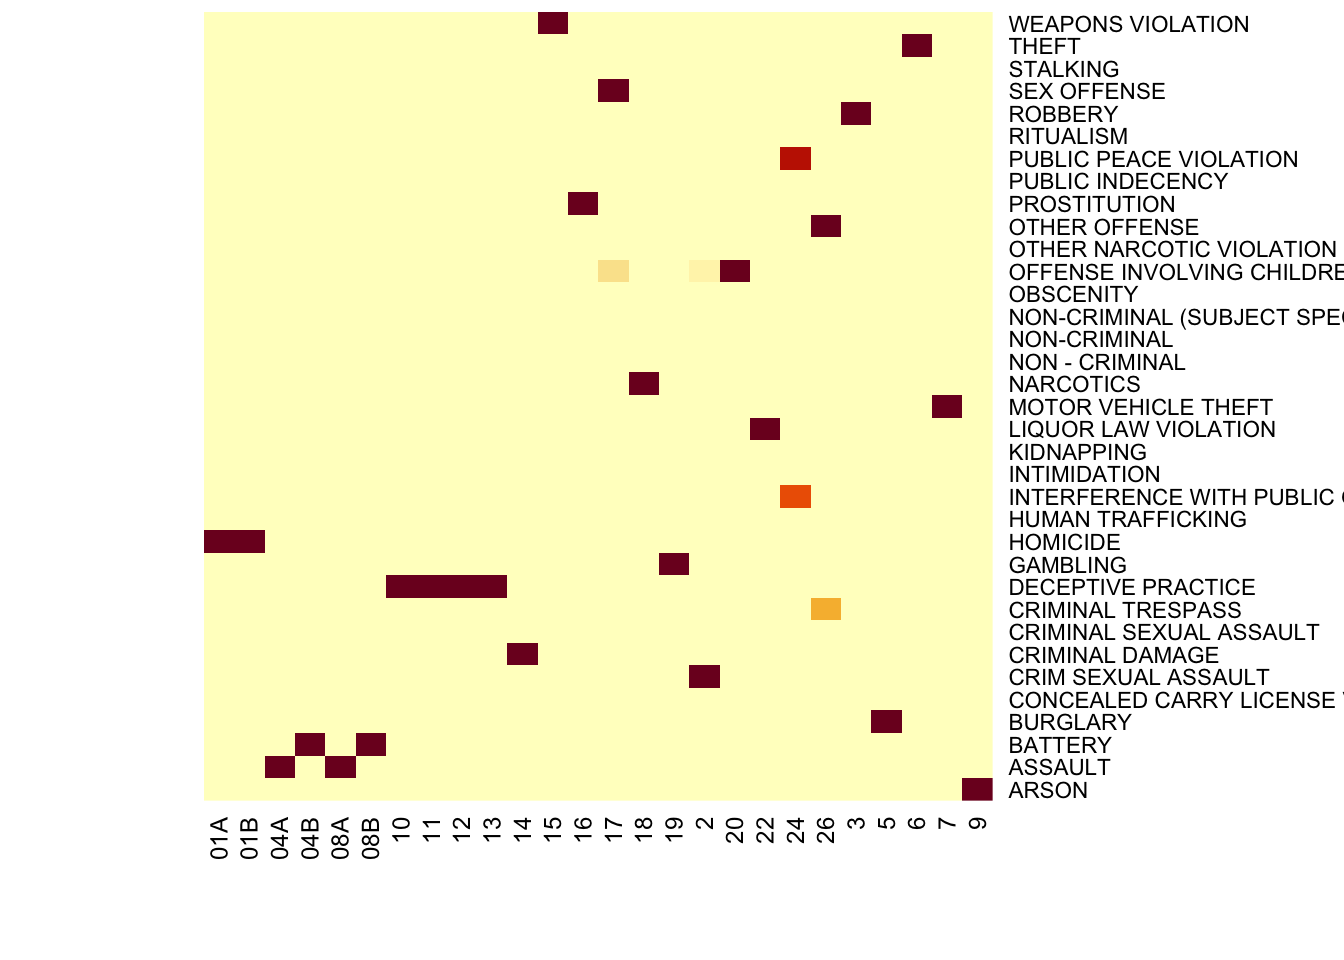 WEAPONS VIOLATION
THEFT
STALKING
SEX OFFENSE
ROBBERY
RITUALISM
PUBLIC PEACE VIOLATION
PUBLIC INDECENCY
PROSTITUTION
OTHER OFFENSE
OTHER NARCOTIC VIOLATION
OFFENSE INVOLVING CHILDRE
OBSCENITY
NON-CRIMINAL (SUBJECT SPE
NON-CRIMINAL
NON - CRIMINAL
NARCOTICS
MOTOR VEHICLE THEFT
LIQUOR LAW VIOLATION
KIDNAPPING
INTIMIDATION
INTERFERENCE WITH PUBLIC
HUMAN TRAFFICKING
HOMICIDE
GAMBLING
DECEPTIVE PRACTICE
CRIMINAL TRESPASS
CRIMINAL SEXUAL ASSAULT
CRIMINAL DAMAGE
CRIM SEXUAL ASSAULT
CONCEALED CARRY LICENSE
BURGLARY
BATTERY
ASSAULT
ARSON
01A 01B 04A 04B 08A 08B 10 11 12 13 14 15 16 17 18 19 2 20 22 24 26 3 5 6 7 9